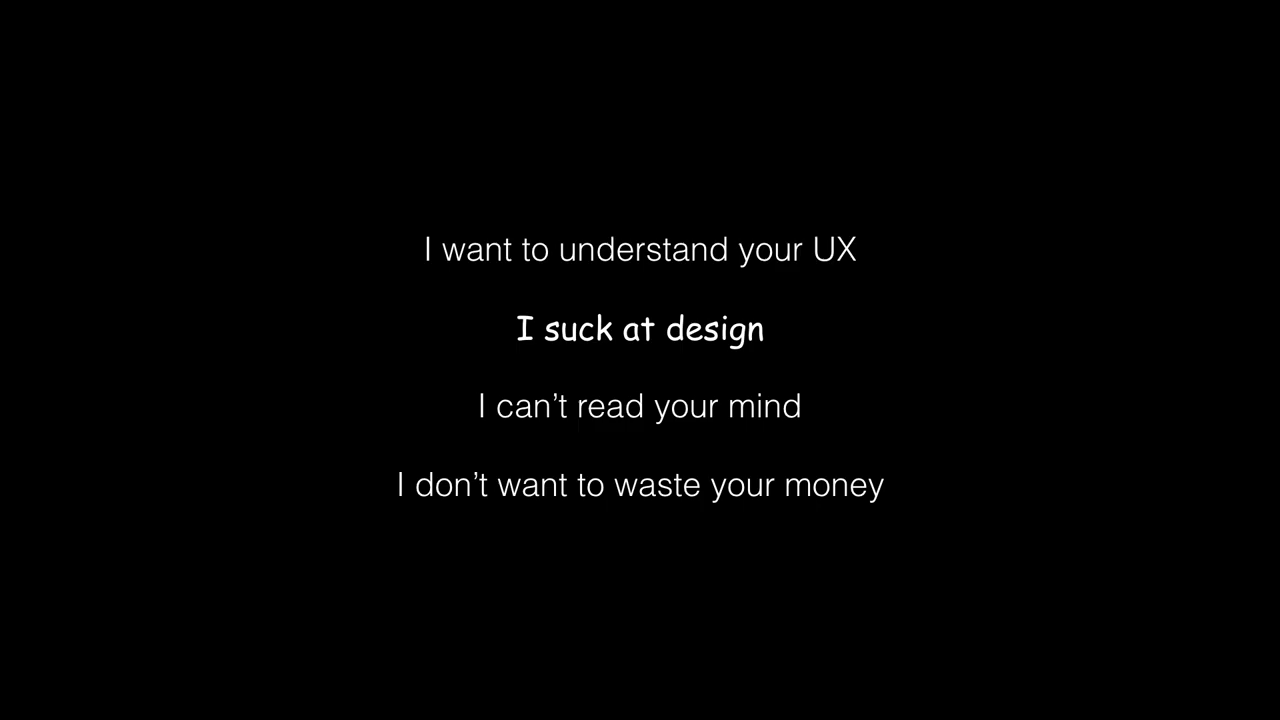 I want to understand your UX
I suck at design
I can’t read your mind
I don’t want to waste your money